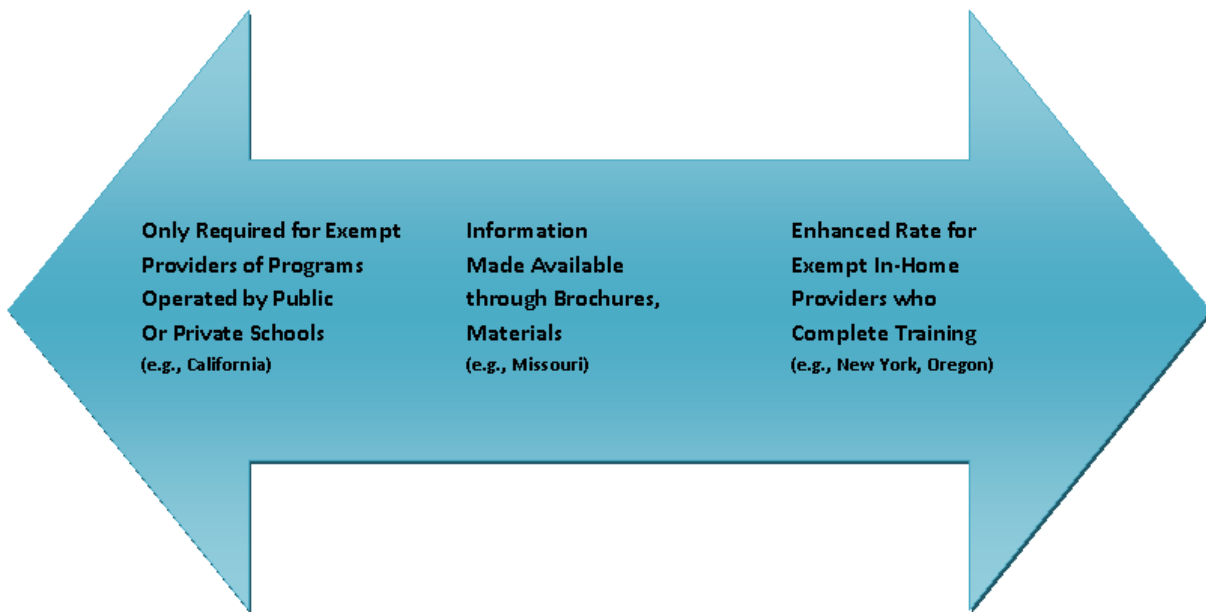 Only Required for Exempt
Providers of Programs
Operated by Public
Or Private Schools
(e.g., California)
Information
Made Available
through Brochures,
Materials
(e.g., Missouri)
Enhanced Rate for
Exempt In-Home
Providers who
Complete Training
(e.g., New York, Oregon)